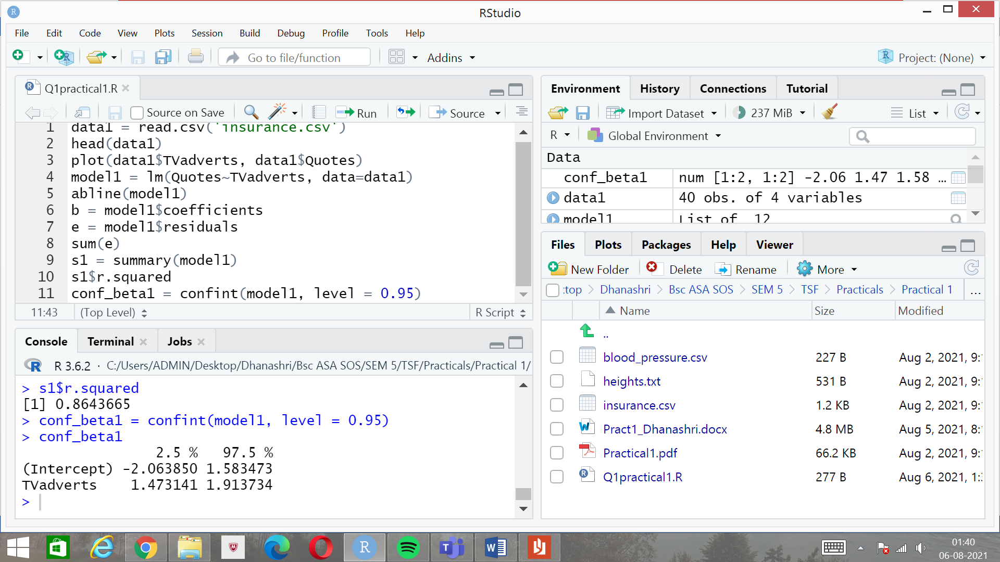 RStudio
File Edit Code View Plots Session Build Debug Profile Tools Help
Go to file/function Addins Project: (None)
Q1practical1.R
Source on Save Run Source
1 data1 = read.csv('insurance.csv')
2 head(data1)
3 plot(data1$TVadverts, data1$Quotes)
4 model1 = lm(Quotes~TVadverts, data=data1)
5 abline(model1)
6 b = model1$coefficients
7 e = model1$residuals
8 sum(e)
9 s1 = summary(model1)
10 s1$r.squared
11 conf_beta1 = confint(model1, level = 0.95)
11:43 (Top Level) R Script
Console Terminal Jobs
R 3.6.2 · C:/Users/ADMIN/Desktop/Dhanashri/Bsc ASA SOS/SEM 5/TSF/Practicals/Practical 1/
> s1$r.squared
[1] 0.8643665
> conf_beta1 = confint(model1, level = 0.95)
> conf_beta1
2.5 % 97.5 %
(Intercept) -2.063850 1.583473
TVadverts 1.473141 1.913734
>
Environment History Connections Tutorial
Import Dataset 237 MiB List
R Global Environment
Data
conf_beta1 num [1:2, 1:2] -2.06 1.47 1.58 ...
data1 40 obs. of 4 variables
model1 List of 12
Files Plots Packages Help Viewer
New Folder Delete Rename More
:top > Dhanashri > Bsc ASA SOS > SEM 5 > TSF > Practicals > Practical 1 ...
Name Size Modified
..
blood_pressure.csv 227 B Aug 2, 2021, 9:
heights.txt 531 B Aug 2, 2021, 9:
insurance.csv 1.2 KB Aug 2, 2021, 9:
Pract1_Dhanashri.docx 4.8 MB Aug 5, 2021, 8:
Practical1.pdf 66.2 KB Aug 2, 2021, 9:
Q1practical1.R 277 B Aug 6, 2021, 1:
01:40
06-08-2021